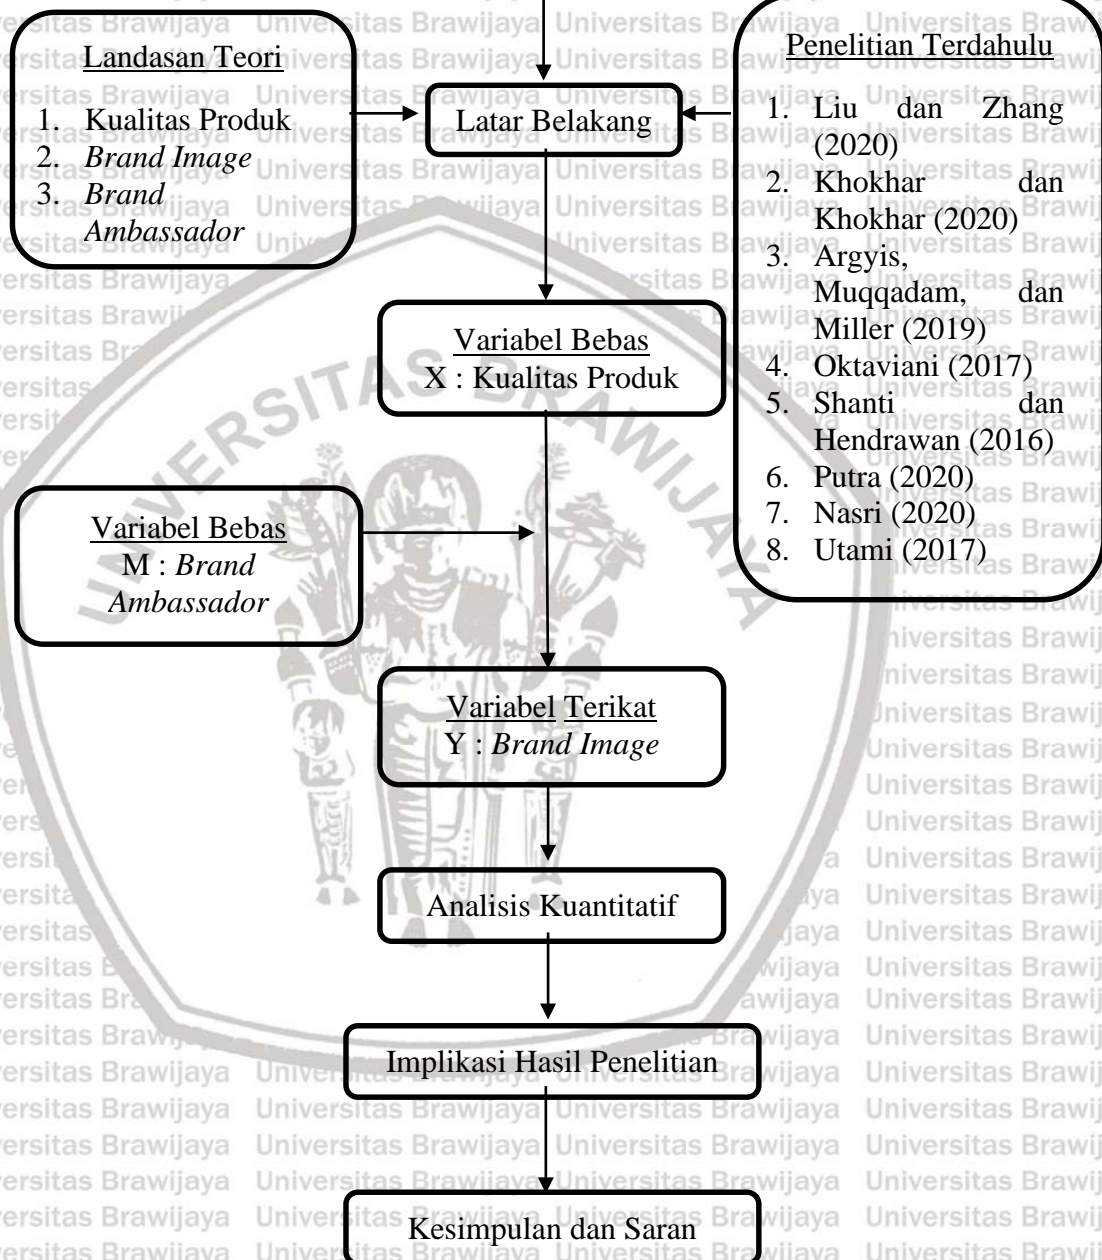 Landasan Teori
1. Kualitas Produk
2. Brand Image
3. Brand
Ambassador
Latar Belakang
Penelitian Terdahulu
1. Liu dan Zhang
(2020)
2. Khokhar dan
Khokhar (2020)
3. Argyis,
Muqqadam, dan
Miller (2019)
4. Oktaviani (2017)
5. Shanti dan
Hendrawan (2016)
6. Putra (2020)
7. Nasri (2020)
8. Utami (2017)
Variabel Bebas
X : Kualitas Produk
Variabel Bebas
M : Brand
Ambassador
Variabel Terikat
Y : Brand Image
Analisis Kuantitatif
Implikasi Hasil Penelitian
Kesimpulan dan Saran
UNIVERSITAS BRAWIJAYA